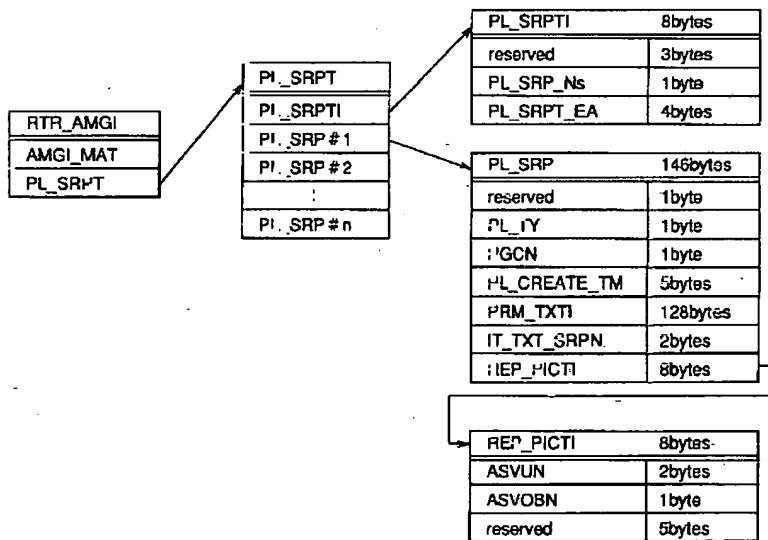 RTR_AMGI
AMGI_MAT
PL_SRPT
PL_SRPT
PL_SRPTI
PL_SRP#1
PL_SRP#2
:
PL_SRP#n
PL_SRPTI 8bytes
reserved 3bytes
PL_SRP_Ns 1byte
PL_SRPT_EA 4bytes
PL_SRP 146bytes
reserved 1byte
PL_TY 1byte
PGCN 1byte
PL_CREATE_TM 5bytes
PRM_TXTI 128bytes
IT_TXT_SRPN 2bytes
REP_PICTI 8bytes
REP_PICTI 8bytes
ASVUN 2bytes
ASVOBN 1byte
reserved 5bytes